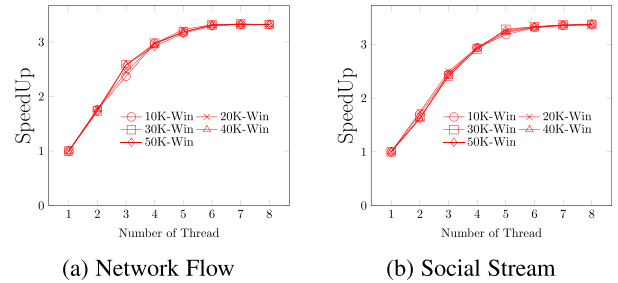 3
2
1
0
SpeedUp
10K-Win 20K-Win
30K-Win 40K-Win
50K-Win
1 2 3 4 5 6 7 8
Number of Thread
(a) Network Flow
3
2
1
0
SpeedUp
10K-Win 20K-Win
30K-Win 40K-Win
50K-Win
1 2 3 4 5 6 7 8
Number of Thread
(b) Social Stream